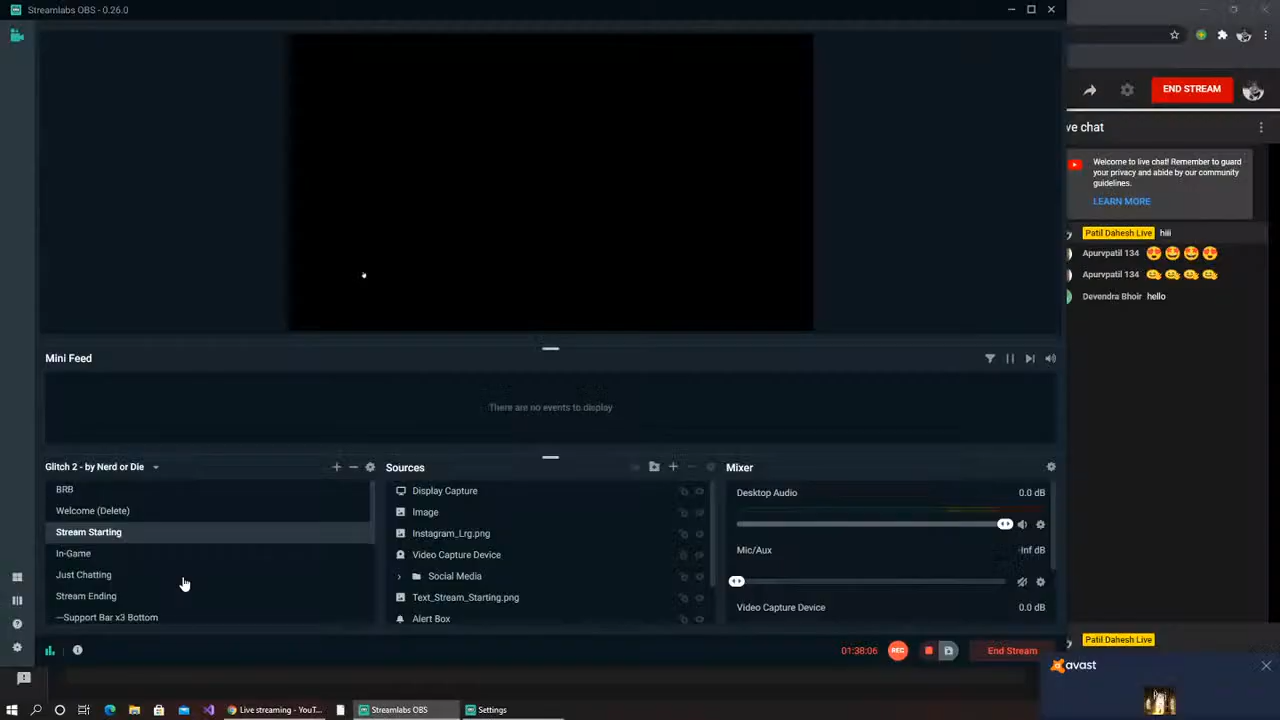 Streamlabs OBS - 0.26.0
END STREAM
ve chat
Welcome to live chat! Remember to guard
your privacy and abide by our community
guidelines.
LEARN MORE
Patil Dahesh Live hiii
Apurvpatil 134 😍 🤩 🤩 😍
Apurvpatil 134
Devendra Bhoir hello
Mini Feed
There are no events to display
Glitch 2 - by Nerd or Die
BRB
Welcome (Delete)
Stream Starting
In-Game
Just Chatting
Stream Ending
—Support Bar x3 Bottom
Sources
Display Capture
Image
Instagram_Lrg.png
Video Capture Device
Social Media
Text_Stream_Starting.png
Alert Box
Mixer
Desktop Audio 0.0 dB
Mic/Aux -inf dB
Video Capture Device 0.0 dB
01:38:06
REC
End Stream
Patil Dahesh Live
avast
Live streaming - YouT...
Streamlabs OBS
Settings